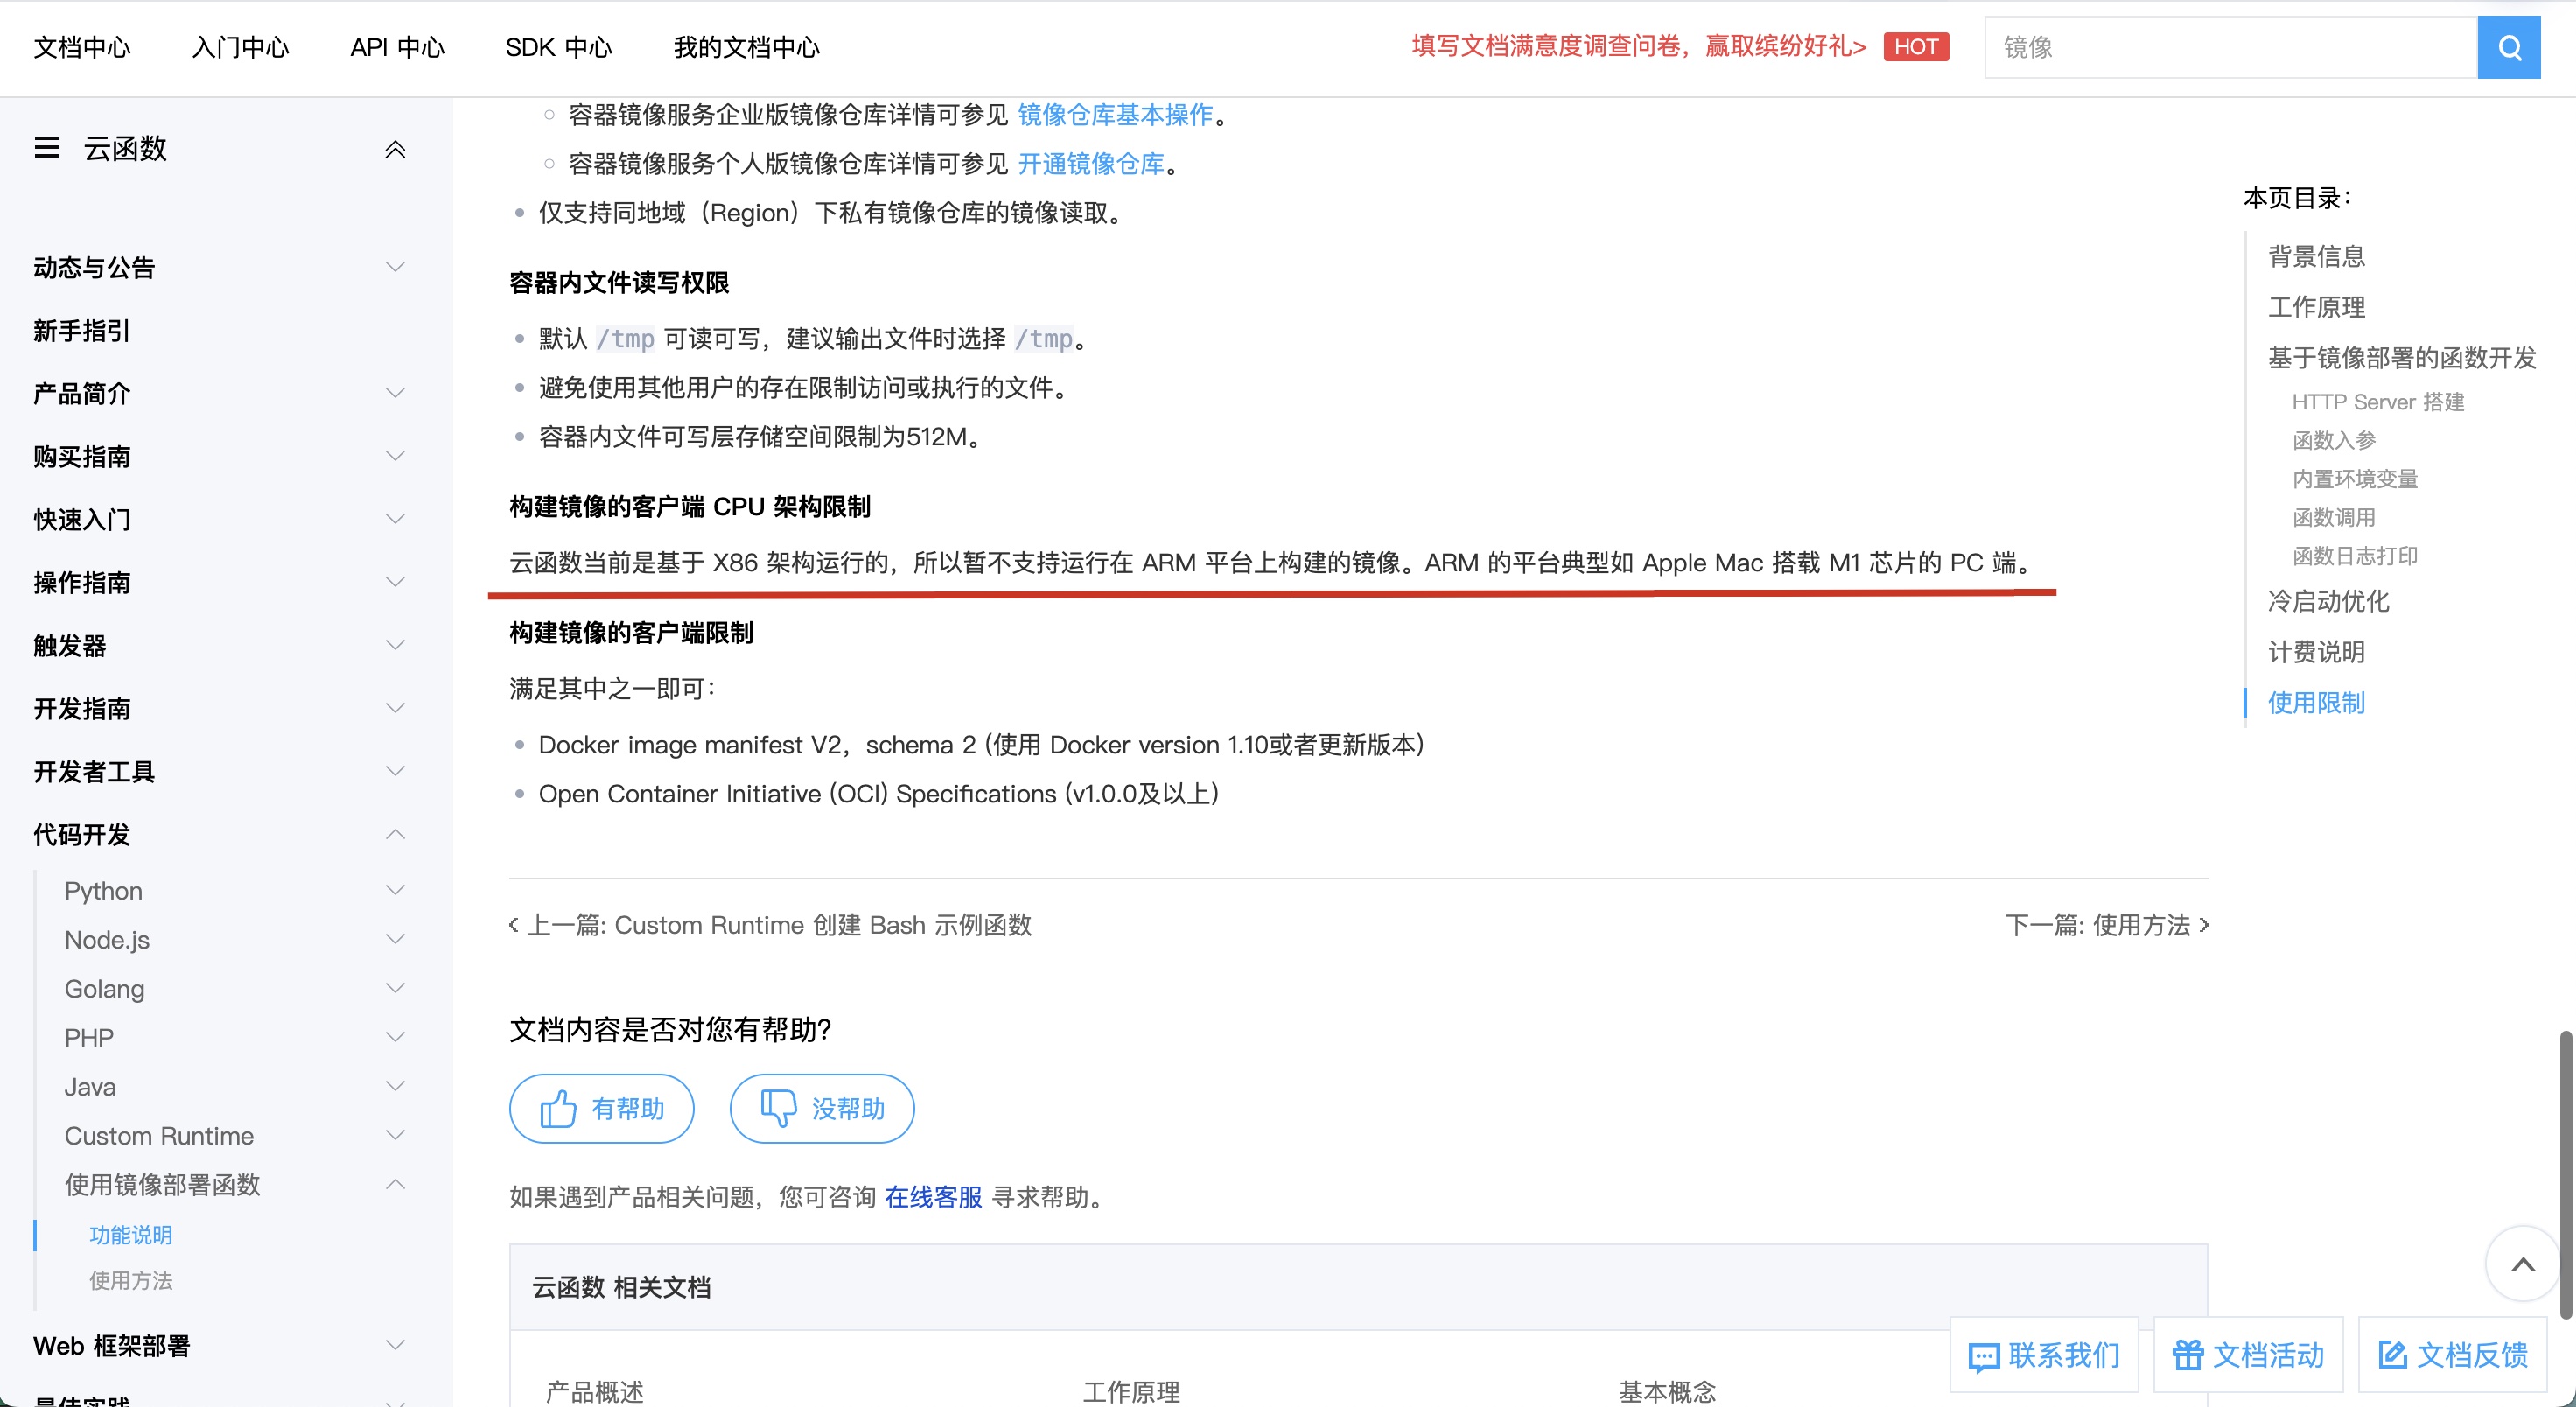 文档中心
入门中心
API 中心
SDK 中心
我的文档中心
填写文档满意度调查问卷，赢取缤纷好礼>
HOT
镜像
云函数
动态与公告
新手指引
产品简介
购买指南
快速入门
操作指南
触发器
开发指南
开发者工具
代码开发
Python
Node.js
Golang
PHP
Java
Custom Runtime
使用镜像部署函数
功能说明
使用方法
Web 框架部署
最佳实践
容器镜像服务企业版镜像仓库详情可参见 镜像仓库基本操作。
容器镜像服务个人版镜像仓库详情可参见 开通镜像仓库。
仅支持同地域（Region）下私有镜像仓库的镜像读取。
容器内文件读写权限
默认 /tmp 可读可写，建议输出文件时选择 /tmp。
避免使用其他用户的存在限制访问或执行的文件。
容器内文件可写层存储空间限制为512M。
构建镜像的客户端 CPU 架构限制
云函数当前是基于 X86 架构运行的，所以暂不支持运行在 ARM 平台上构建的镜像。ARM 的平台典型如 Apple Mac 搭载 M1 芯片的 PC 端。
构建镜像的客户端限制
满足其中之一即可：
Docker image manifest V2，schema 2 (使用 Docker version 1.10或者更新版本)
Open Container Initiative (OCI) Specifications (v1.0.0及以上)
上一篇: Custom Runtime 创建 Bash 示例函数
下一篇: 使用方法
文档内容是否对您有帮助?
有帮助
没帮助
如果遇到产品相关问题，您可咨询 在线客服 寻求帮助。
云函数 相关文档
产品概述
工作原理
基本概念
本页目录：
背景信息
工作原理
基于镜像部署的函数开发
HTTP Server 搭建
函数入参
内置环境变量
函数调用
函数日志打印
冷启动优化
计费说明
使用限制
联系我们
文档活动
文档反馈